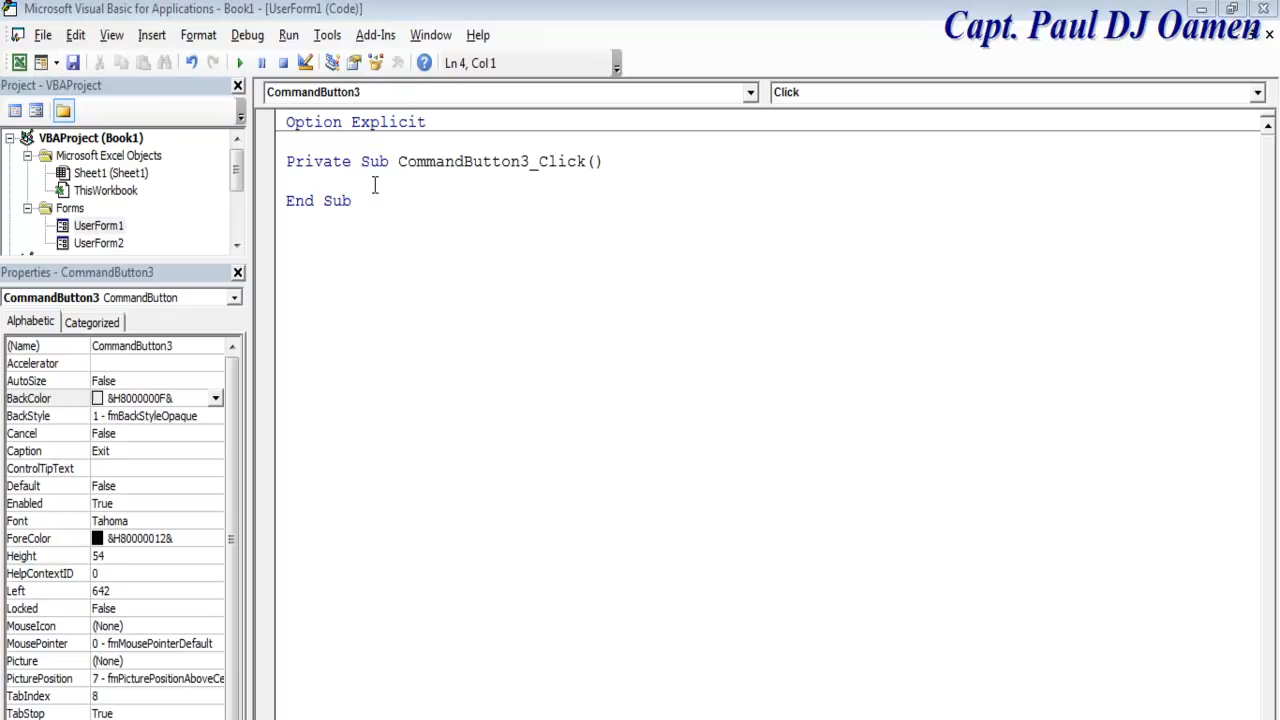 Microsoft Visual Basic for Applications - Book1 - [UserForm1 (Code)]
Capt. Paul DJ Oamen
File Edit View Insert Format Debug Run Tools Add-Ins Window Help
Ln 4, Col 1
Project - VBAProject
CommandButton3
Click
VBAProject (Book1)
Microsoft Excel Objects
Sheet1 (Sheet1)
ThisWorkbook
Forms
UserForm1
UserForm2
Option Explicit
Private Sub CommandButton3_Click()
End Sub
Properties - CommandButton3
CommandButton3 CommandButton
Alphabetic Categorized
(Name) CommandButton3
Accelerator
AutoSize False
BackColor &H8000000F&
BackStyle 1 - fmBackStyleOpaque
Cancel False
Caption Exit
ControlTipText
Default False
Enabled True
Font Tahoma
ForeColor &H80000012&
Height 54
HelpContextID 0
Left 642
Locked False
MouseIcon (None)
MousePointer 0 - fmMousePointerDefault
Picture (None)
PicturePosition 7 - fmPicturePositionAboveCe
TabIndex 8
TabStop True